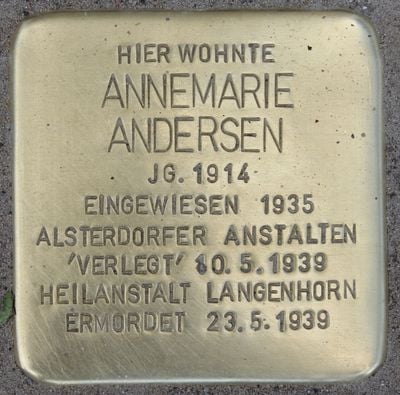 HIER WOHNTE
ANNEMARIE
ANDERSEN
JG. 1914
EINGEWIESEN 1935
ALSTERDORFER ANSTALTEN
'VERLEGT' 10.5.1939
HEILANSTALT LANGENHORN
ERMORDET 23.5.1939